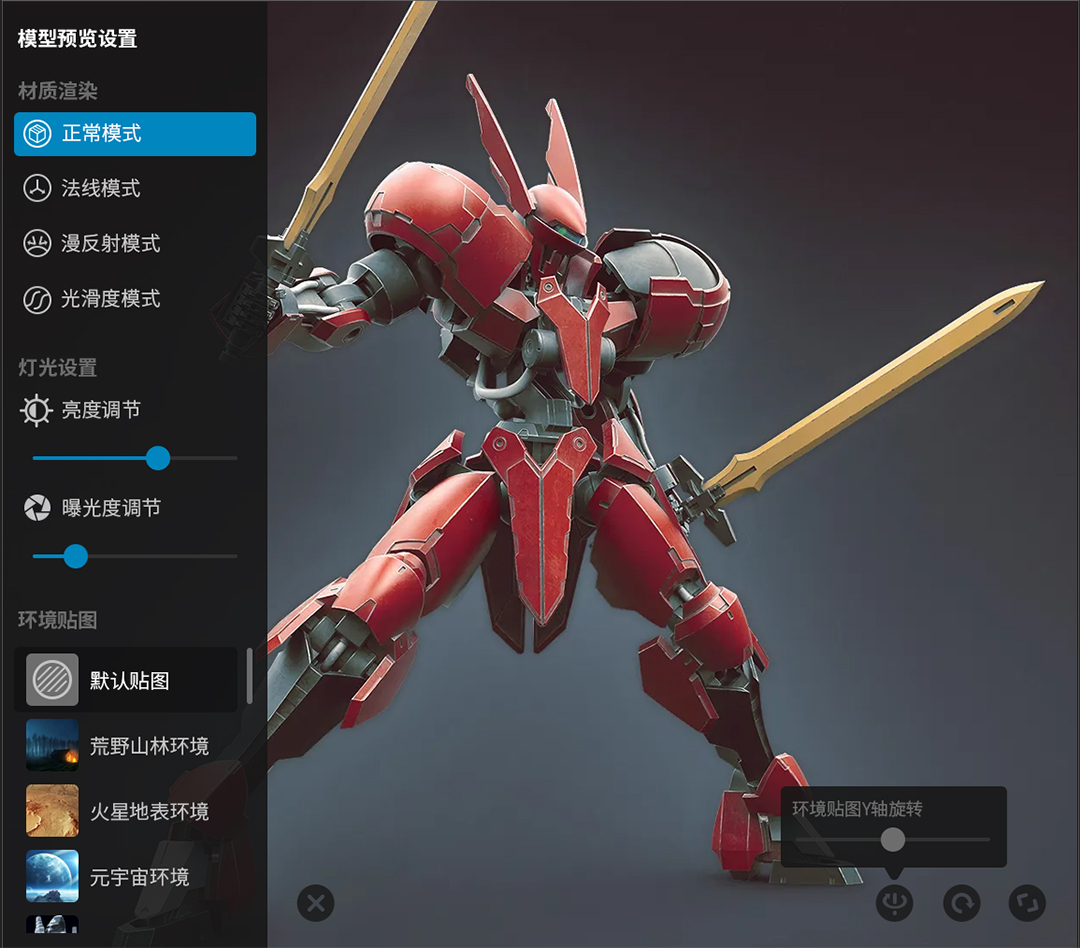 模型预览设置
材质渲染
正常模式
法线模式
漫反射模式
光滑度模式
灯光设置
亮度调节
曝光度调节
环境贴图
默认贴图
荒野山林环境
火星地表环境
元宇宙环境
环境贴图Y轴旋转